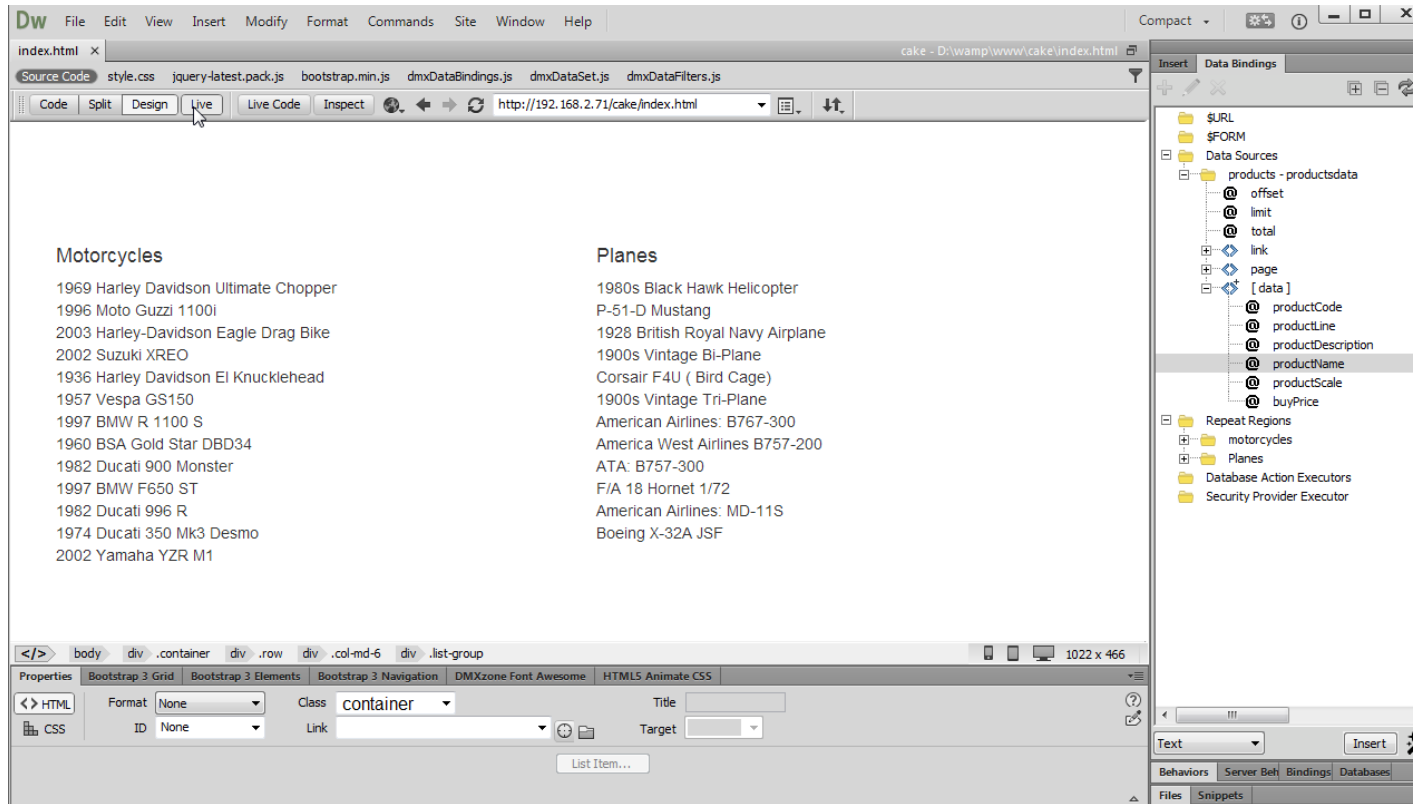 Dw File Edit View Insert Modify Format Commands Site Window Help Compact
index.html × cake - D:\wamp\www\cake\index.html
Source Code style.css jquery-latest.pack.js bootstrap.min.js dmxDataBindings.js dmxDataSet.js dmxDataFilters.js
Code Split Design Live Live Code Inspect http://192.168.2.71/cake/index.html
Motorcycles
1969 Harley Davidson Ultimate Chopper
1996 Moto Guzzi 1100i
2003 Harley-Davidson Eagle Drag Bike
2002 Suzuki XREO
1936 Harley Davidson El Knucklehead
1957 Vespa GS150
1997 BMW R 1100 S
1960 BSA Gold Star DBD34
1982 Ducati 900 Monster
1997 BMW F650 ST
1982 Ducati 996 R
1974 Ducati 350 Mk3 Desmo
2002 Yamaha YZR M1
Planes
1980s Black Hawk Helicopter
P-51-D Mustang
1928 British Royal Navy Airplane
1900s Vintage Bi-Plane
Corsair F4U ( Bird Cage)
1900s Vintage Tri-Plane
American Airlines: B767-300
America West Airlines B757-200
ATA: B757-300
F/A 18 Hornet 1/72
American Airlines: MD-11S
Boeing X-32A JSF
</> body div .container div .row div .col-md-6 div .list-group 1022 x 466
Properties Bootstrap 3 Grid Bootstrap 3 Elements Bootstrap 3 Navigation DMXzone Font Awesome HTML5 Animate CSS
<> HTML Format None Class container Title
CSS ID None Link Target
List Item...
Insert Data Bindings
$URL
$FORM
Data Sources
products - productsdata
@ offset
@ limit
@ total
link
page
[ data ]
@ productCode
@ productLine
@ productDescription
@ productName
@ productScale
@ buyPrice
Repeat Regions
motorcycles
Planes
Database Action Executors
Security Provider Executor
Text Insert
Behaviors Server Beh Bindings Databases
Files Snippets